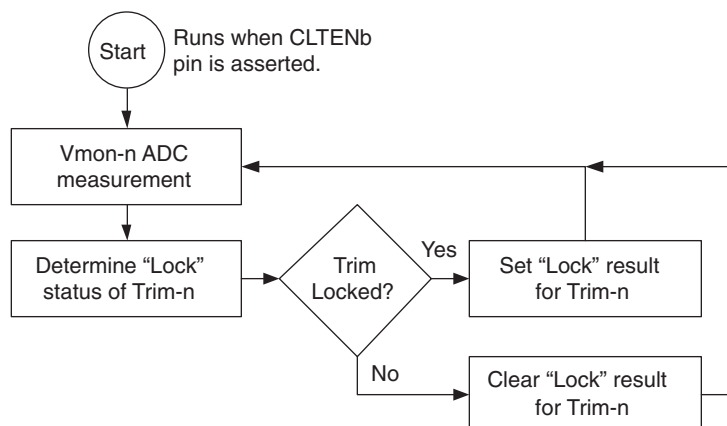 Start
Runs when CLTENb
pin is asserted.
Vmon-n ADC
measurement
Determine “Lock”
status of Trim-n
Trim
Locked?
Yes
Set “Lock” result
for Trim-n
No
Clear “Lock” result
for Trim-n